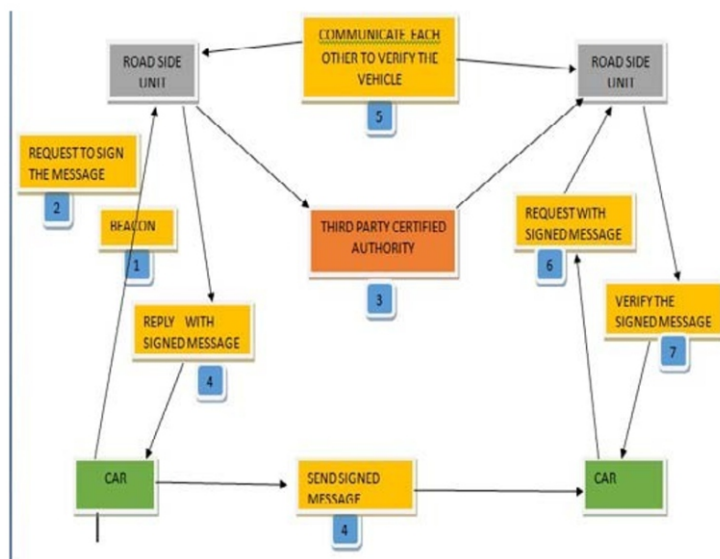 COMMUNICATE EACH
OTHER TO VERIFY THE
VEHICLE
5
ROAD SIDE
UNIT
ROAD SIDE
UNIT
REQUEST TO SIGN
THE MESSAGE
2
BEACON
1
THIRD PARTY CERTIFIED
AUTHORITY
3
REQUEST WITH
SIGNED MESSAGE
6
REPLY WITH
SIGNED MESSAGE
4
VERIFY THE
SIGNED MESSAGE
7
CAR
SEND SIGNED
MESSAGE
4
CAR